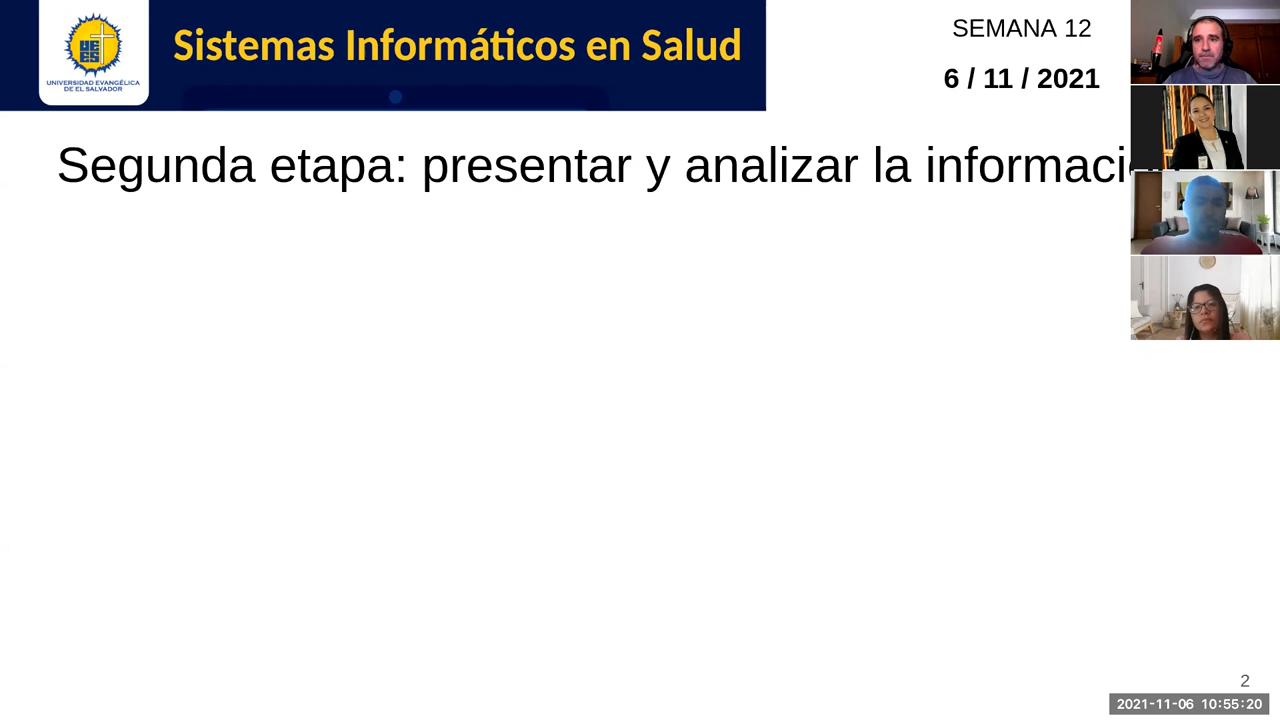 Sistemas Informáticos en Salud
UNIVERSIDAD EVANGÉLICA
DE EL SALVADOR
SEMANA 12
6 / 11 / 2021
Segunda etapa: presentar y analizar la informaci
2
2021-11-06 10:55:20